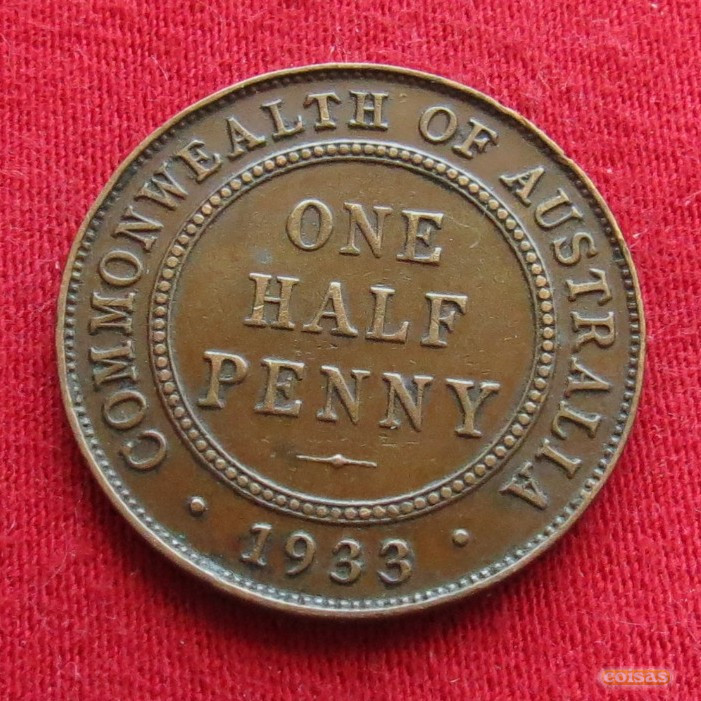 COMMONWEALTH OF AUSTRALIA
ONE
HALF
PENNY
· 1933 ·
coisas